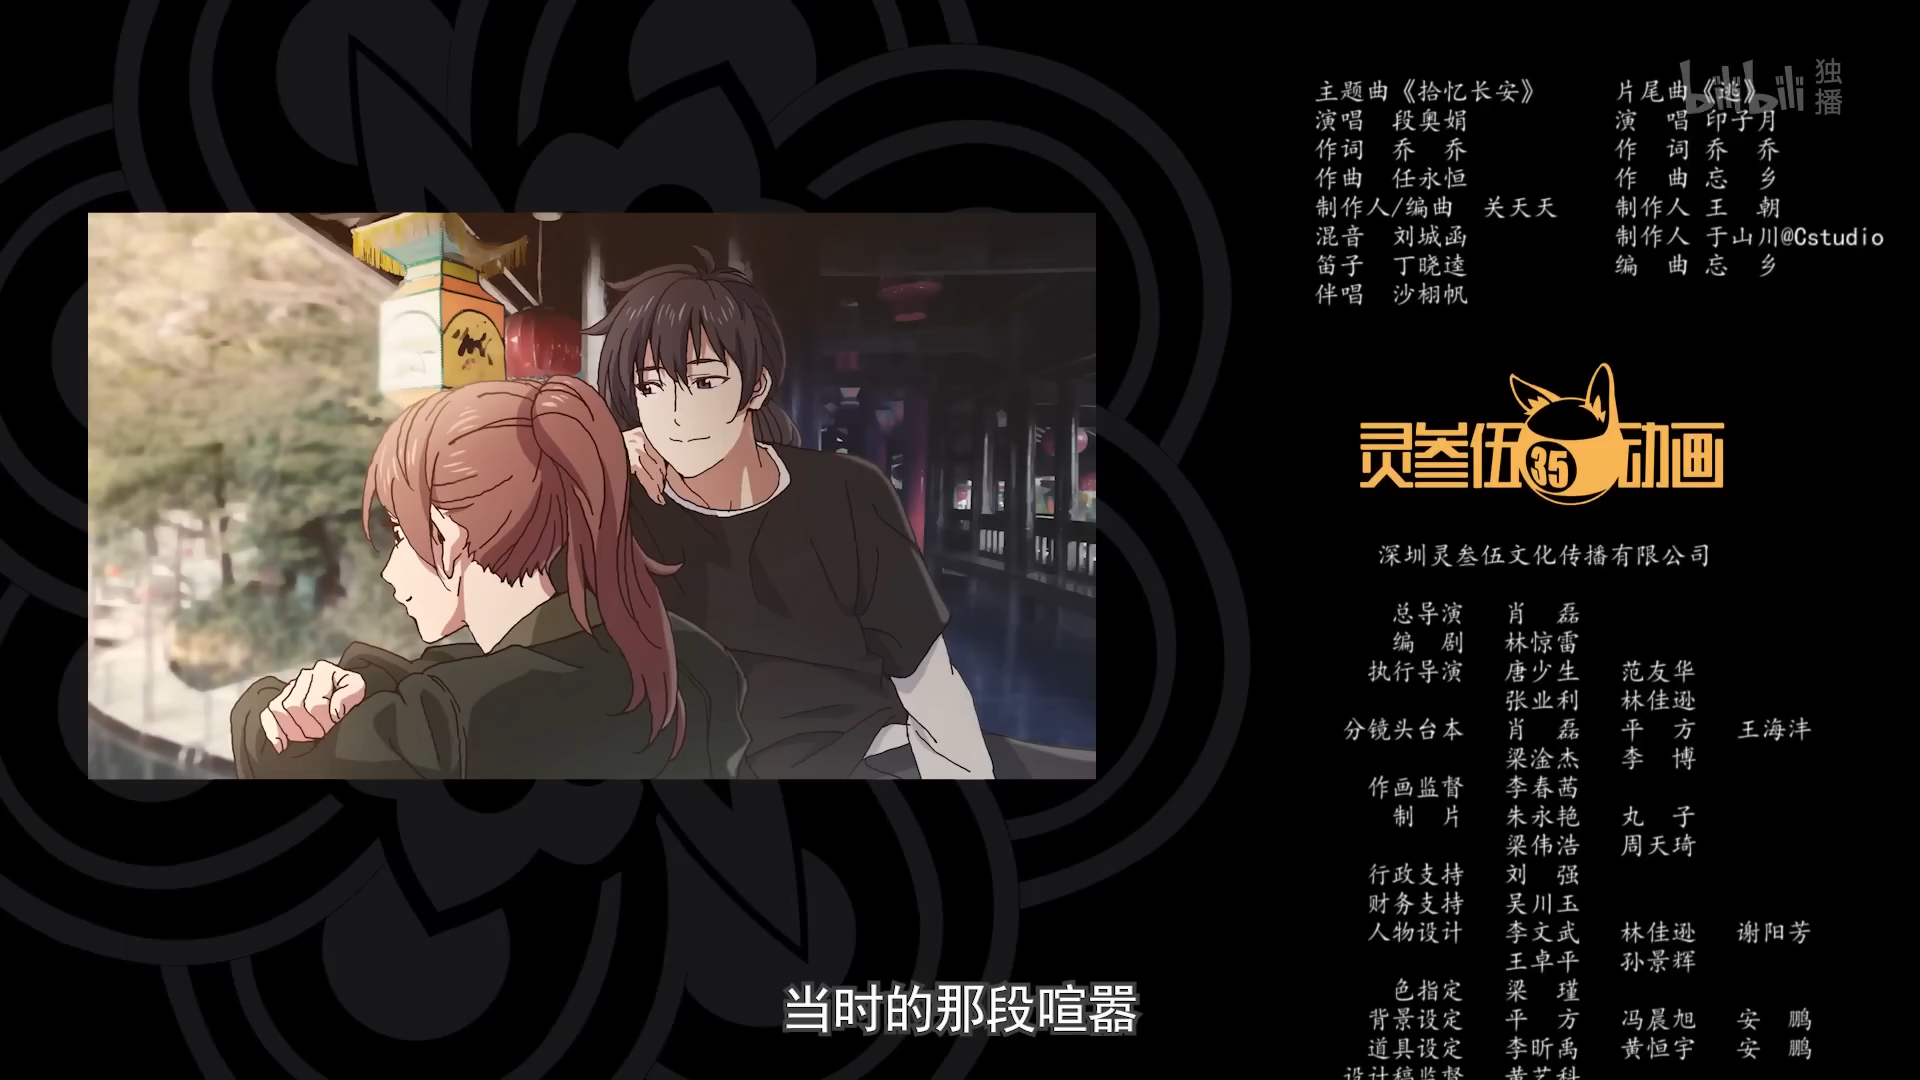 bilibili 独播
主题曲《拾忆长安》
演唱 段奥娟
作词 乔 乔
作曲 任永恒
制作人/编曲 关天天
混音 刘城函
笛子 丁晓逵
伴唱 沙栩帆
片尾曲《逃》
演 唱 印子月
作 词 乔 乔
作 曲 忘 乡
制作人 王 朝
制作人 于山川@Cstudio
编 曲 忘 乡
灵叁伍35动画
深圳灵叁伍文化传播有限公司
总导演 肖 磊
编 剧 林惊雷
执行导演 唐少生 范友华
张业利 林佳逊
分镜头台本 肖 磊 平 方 王海沣
梁淦杰 李 博
作画监督 李春茜
制 片 朱永艳 丸 子
梁伟浩 周天琦
行政支持 刘 强
财务支持 吴川玉
人物设计 李文武 林佳逊 谢阳芳
王卓平 孙景辉
色指定 梁 瑾
背景设定 平 方 冯晨旭 安 鹏
道具设定 李昕禹 黄恒宇 安 鹏
设计稿监督 黄艺科
当时的那段喧嚣